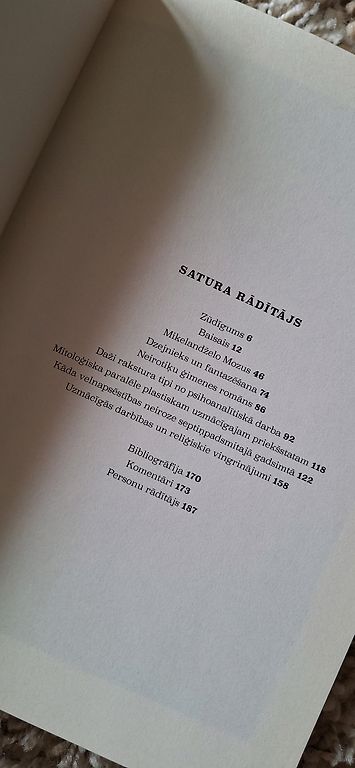 SATURA RĀDĪTĀJS
Zūdīgums 6
Baisais 12
Mikelandželo Mozus 46
Dzejnieks un fantazēšana 74
Neirotiķu ģimenes romāns 86
Daži rakstura tipi no psihoanalītiskā darba 92
Mitoloģiska paralēle plastiskam uzmācīgajam priekšstatam 118
Kāda velnapsēstības neiroze septiņpadsmitajā gadsimtā 122
Uzmācīgās darbības un reliģiskie vingrinājumi 158
Bibliogrāfija 170
Komentāri 173
Personu rādītājs 187